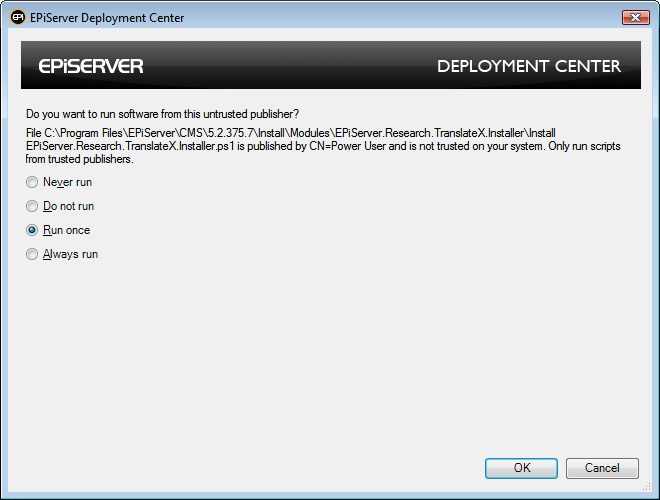 EPi EPiServer Deployment Center
EPiSERVER
DEPLOYMENT CENTER
Do you want to run software from this untrusted publisher?
File C:\Program Files\EPiServer\CMS\5.2.375.7\Install\Modules\EPiServer.Research.TranslateX.Installer\Install
EPiServer.Research.TranslateX.Installer.ps1 is published by CN=Power User and is not trusted on your system. Only run scripts
from trusted publishers.
Never run
Do not run
Run once
Always run
OK
Cancel